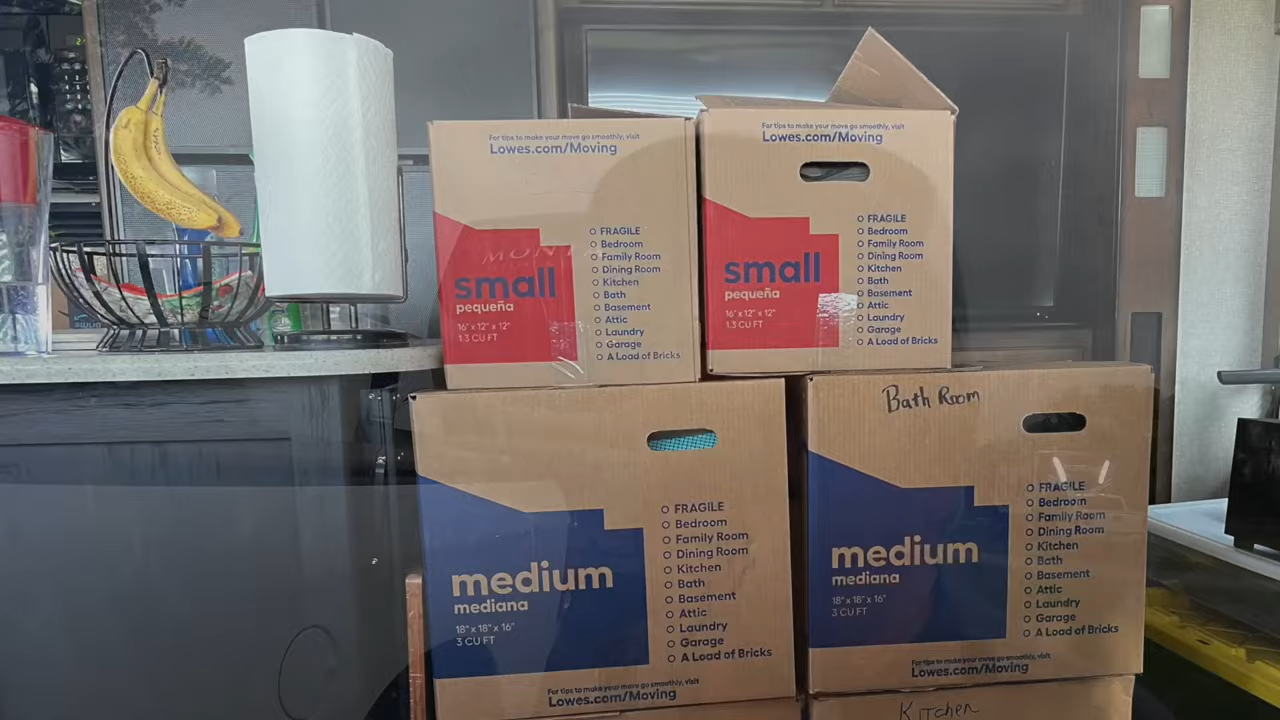 For tips to make your move go smoothly, visit
Lowes.com/Moving
small
pequeña
16" x 12" x 12"
1.3 CU FT
FRAGILE
Bedroom
Family Room
Dining Room
Kitchen
Bath
Basement
Attic
Laundry
Garage
A Load of Bricks
For tips to make your move go smoothly, visit
Lowes.com/Moving
small
pequeña
16" x 12" x 12"
1.3 CU FT
FRAGILE
Bedroom
Family Room
Dining Room
Kitchen
Bath
Basement
Attic
Laundry
Garage
A Load of Bricks
medium
mediana
18" x 18" x 16"
3 CU FT
FRAGILE
Bedroom
Family Room
Dining Room
Kitchen
Bath
Basement
Attic
Laundry
Garage
A Load of Bricks
For tips to make your move go smoothly, visit
Lowes.com/Moving
Bath Room
medium
mediana
18" x 18" x 16"
3 CU FT
FRAGILE
Bedroom
Family Room
Dining Room
Kitchen
Bath
Basement
Attic
Laundry
Garage
A Load of Bricks
For tips to make your move go smoothly, visit
Lowes.com/Moving
Kitchen